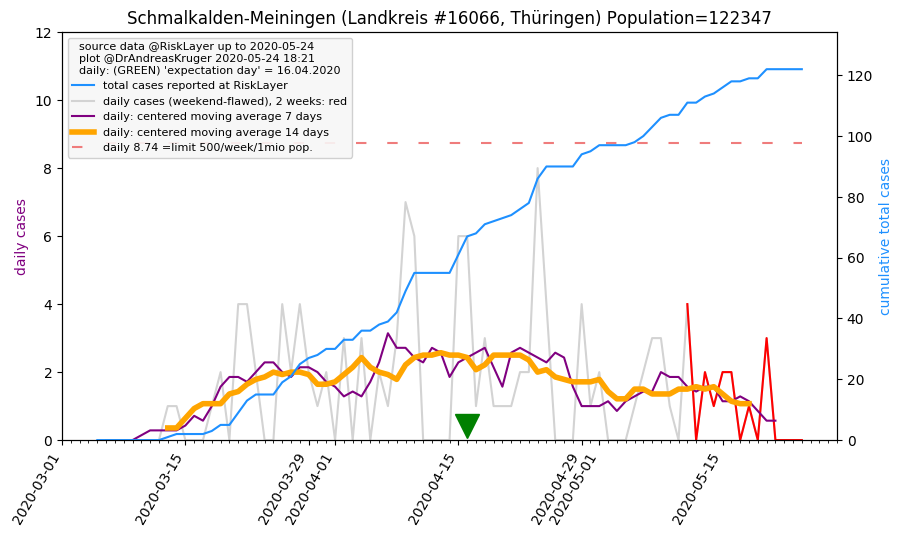 Schmalkalden-Meiningen (Landkreis #16066, Thüringen) Population=122347
source data @RiskLayer up to 2020-05-24
plot @DrAndreasKruger 2020-05-24 18:21
daily: (GREEN) 'expectation day' = 16.04.2020
total cases reported at RiskLayer
daily cases (weekend-flawed), 2 weeks: red
daily: centered moving average 7 days
daily: centered moving average 14 days
daily 8.74 =limit 500/week/1mio pop.
daily cases
12
10
8
6
4
2
0
cumulative total cases
120
100
80
60
40
20
0
2020-03-01
2020-03-15
2020-03-29
2020-04-01
2020-04-15
2020-04-29
2020-05-01
2020-05-15